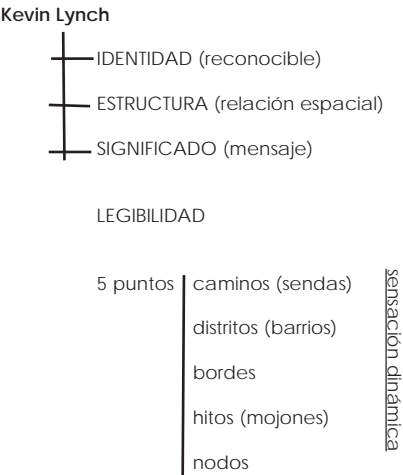 Kevin Lynch
IDENTIDAD (reconocible)
ESTRUCTURA (relación espacial)
SIGNIFICADO (mensaje)
LEGIBILIDAD
5 puntos caminos (sendas)
distritos (barrios)
bordes
hitos (mojones)
nodos
sensación dinámica